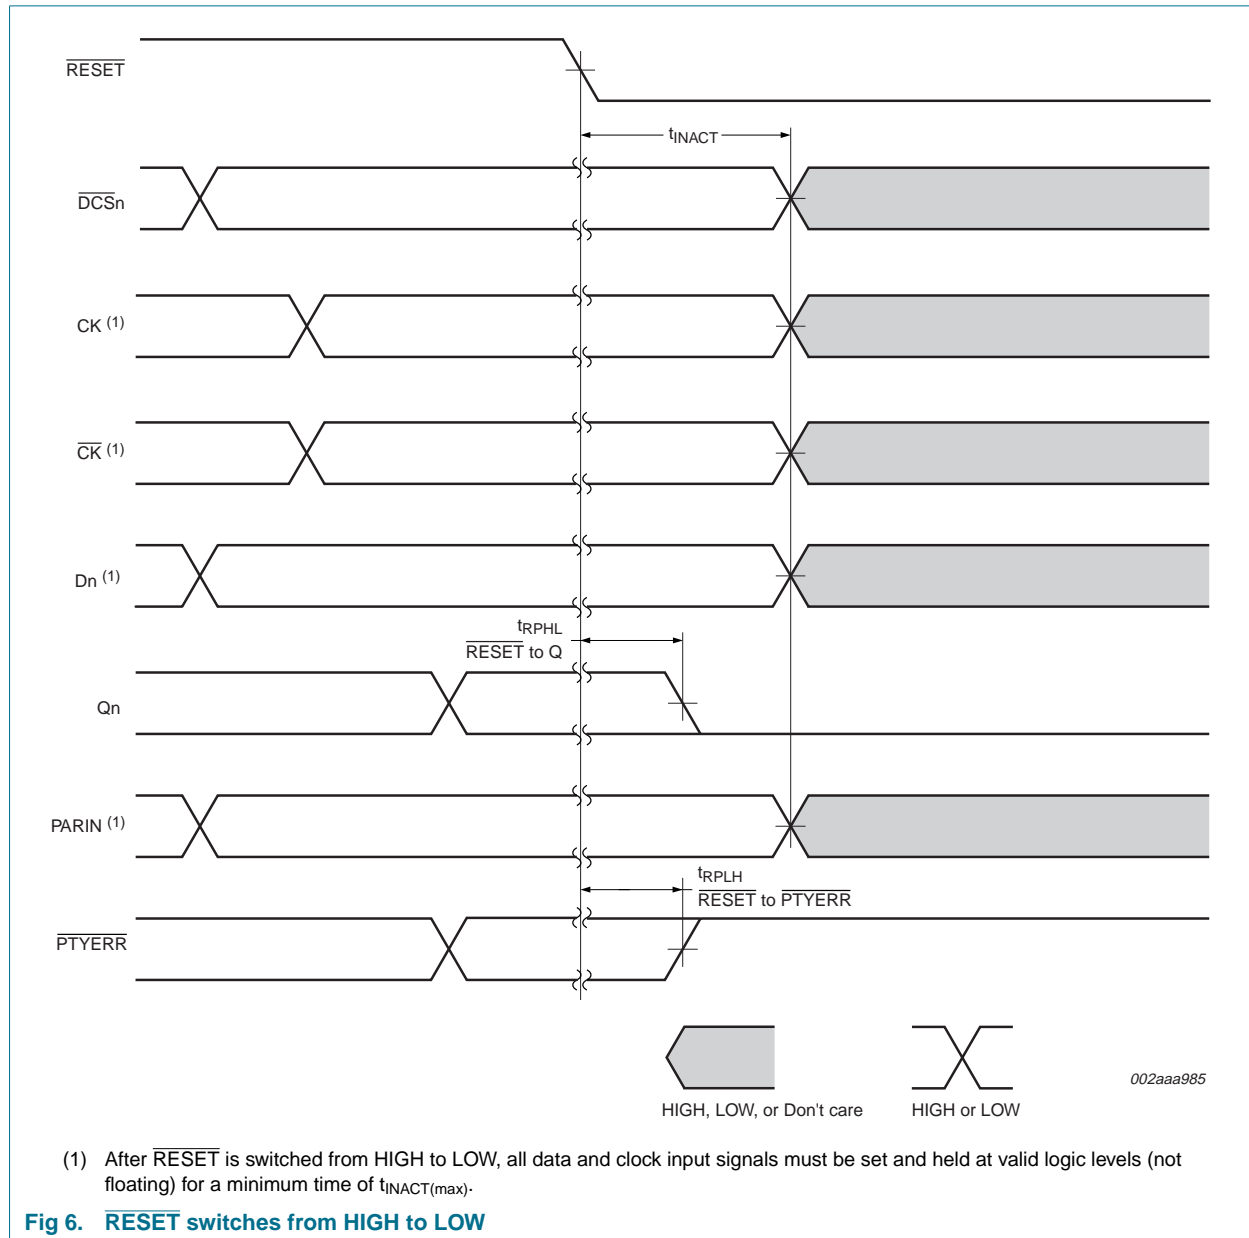 RESET
tINACT
DCSn
CK (1)
CK (1)
Dn (1)
tRPHL
RESET to Q
Qn
PARIN (1)
tRPLH
RESET to PTYERR
PTYERR
HIGH, LOW, or Don't care
HIGH or LOW
002aaa985
(1) After RESET is switched from HIGH to LOW, all data and clock input signals must be set and held at valid logic levels (not
floating) for a minimum time of tINACT(max).
Fig 6. RESET switches from HIGH to LOW